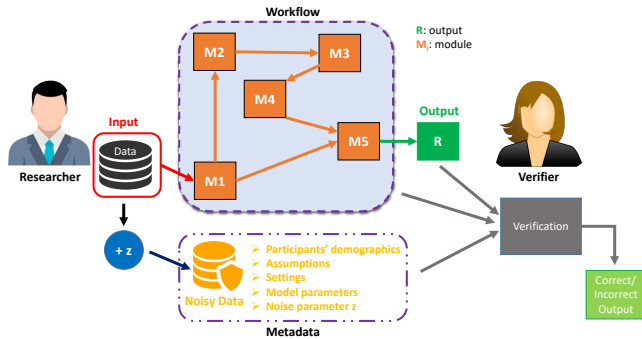 Workflow
R: output
Mi: module
M2
M3
M4
M5
M1
Input
Data
Researcher
Output
R
Verifier
+ z
Noisy Data
Participants' demographics
Assumptions
Settings
Model parameters
Noise parameter z
Metadata
Verification
Correct/
Incorrect
Output